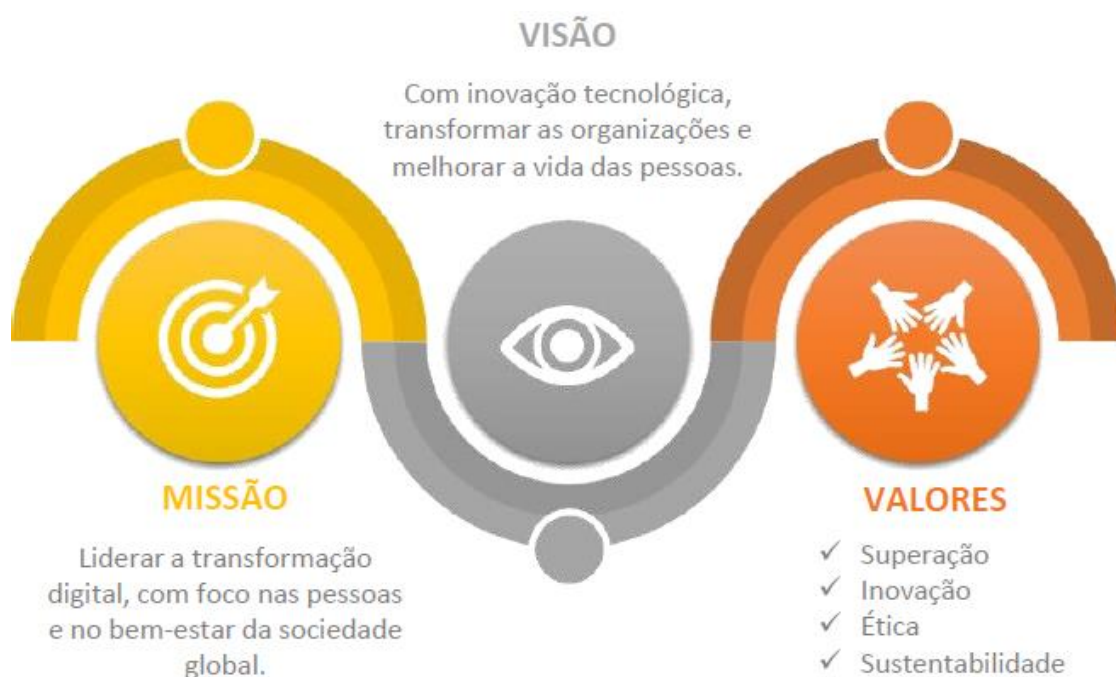 VISÃO
Com inovação tecnológica,
transformar as organizações e
melhorar a vida das pessoas.
MISSÃO
Liderar a transformação
digital, com foco nas pessoas
e no bem-estar da sociedade
global.
VALORES
✓ Superação
✓ Inovação
✓ Ética
✓ Sustentabilidade